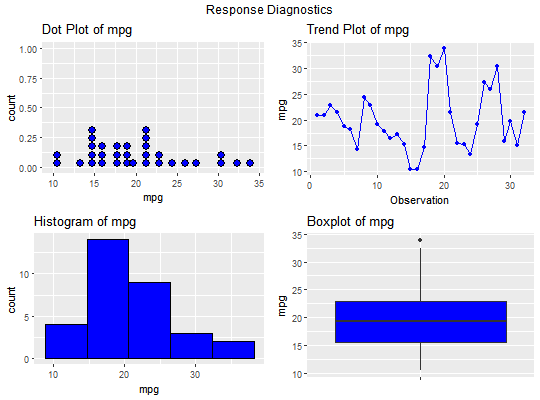 Response Diagnostics
Dot Plot of mpg
1.00
0.75
0.50
0.25
0.00
count
10 15 20 25 30 35
mpg
Trend Plot of mpg
35
30
25
20
15
10
mpg
0 10 20 30
Observation
Histogram of mpg
10
5
0
count
10 20 30
mpg
Boxplot of mpg
35
30
25
20
15
10
mpg